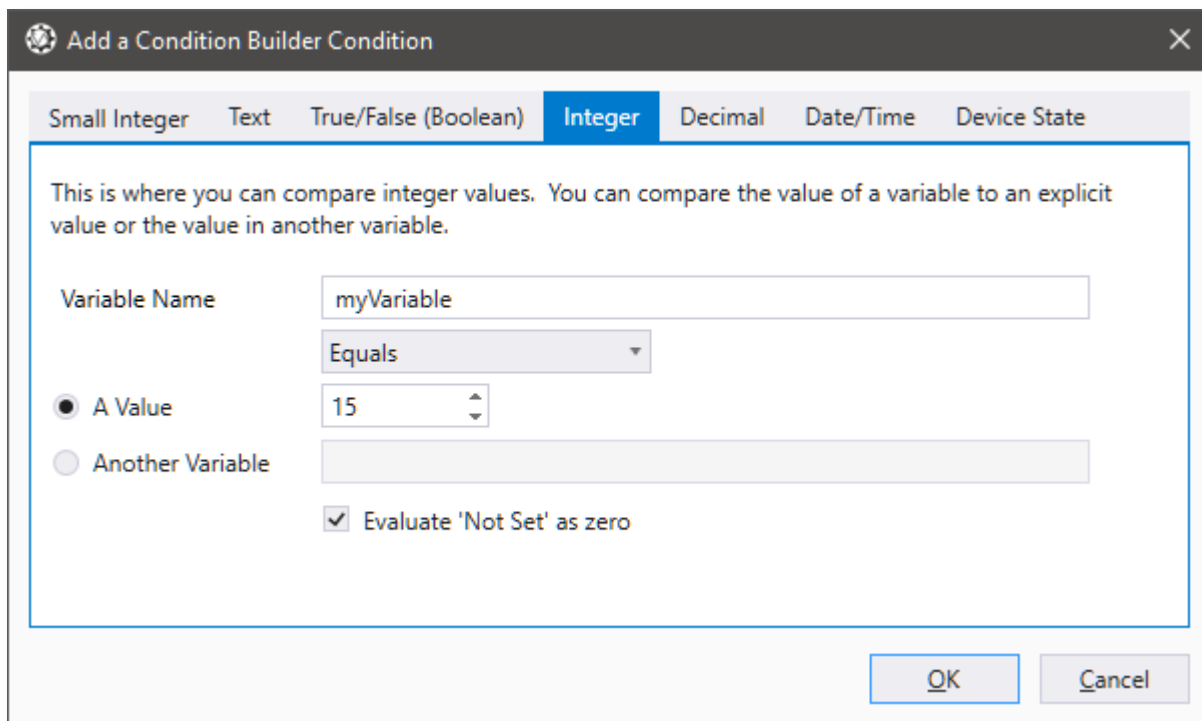 Add a Condition Builder Condition
Small Integer Text True/False (Boolean) Integer Decimal Date/Time Device State
This is where you can compare integer values.  You can compare the value of a variable to an explicit
value or the value in another variable.
Variable Name myVariable
Equals
A Value 15
Another Variable
Evaluate 'Not Set' as zero
OK Cancel